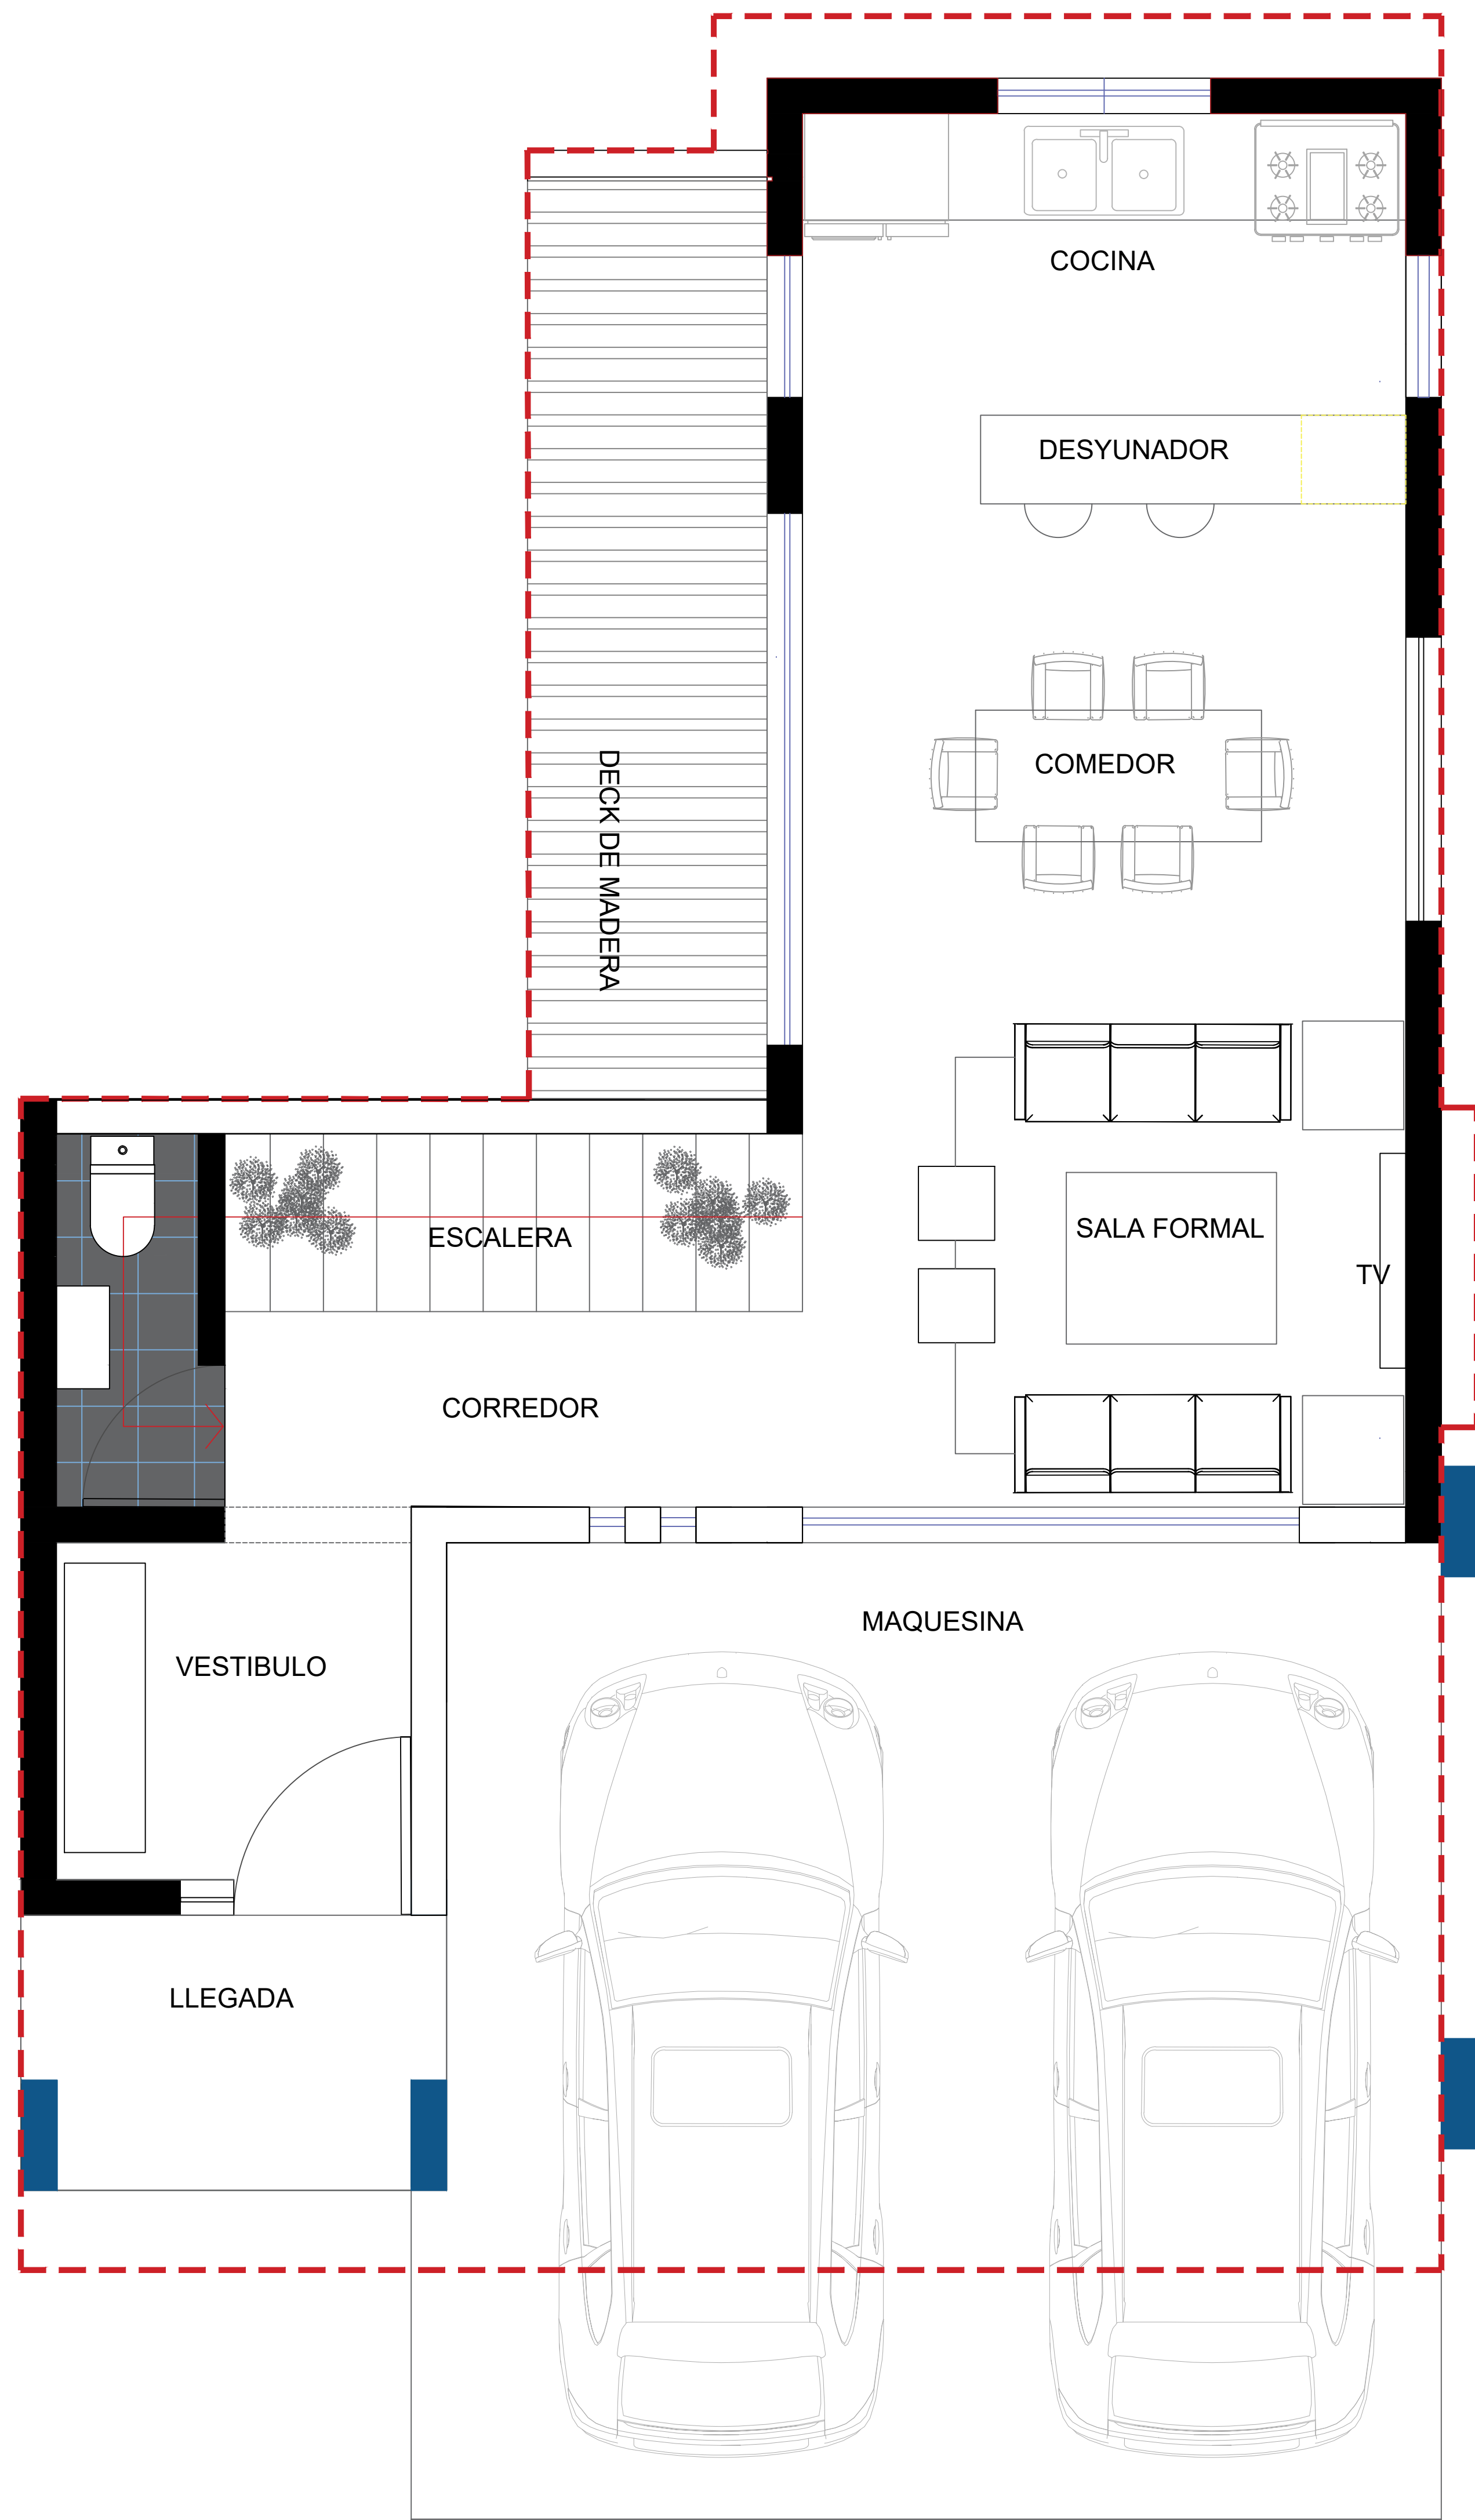 COCINA
DESYUNADOR
COMEDOR
DECK DE MADERA
SALA FORMAL
ESCALERA
TV
CORREDOR
MAQUESINA
VESTIBULO
LLEGADA